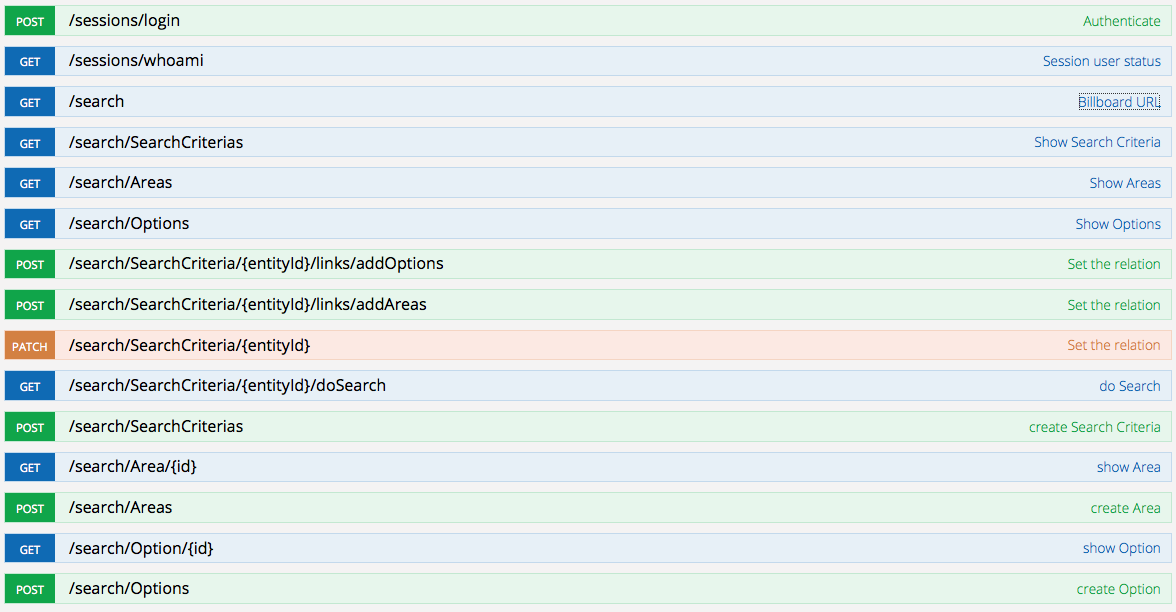 POST /sessions/login Authenticate
GET /sessions/whoami Session user status
GET /search Billboard URL
GET /search/SearchCriterias Show Search Criteria
GET /search/Areas Show Areas
GET /search/Options Show Options
POST /search/SearchCriteria/{entityId}/links/addOptions Set the relation
POST /search/SearchCriteria/{entityId}/links/addAreas Set the relation
PATCH /search/SearchCriteria/{entityId} Set the relation
GET /search/SearchCriteria/{entityId}/doSearch do Search
POST /search/SearchCriterias create Search Criteria
GET /search/Area/{id} show Area
POST /search/Areas create Area
GET /search/Option/{id} show Option
POST /search/Options create Option